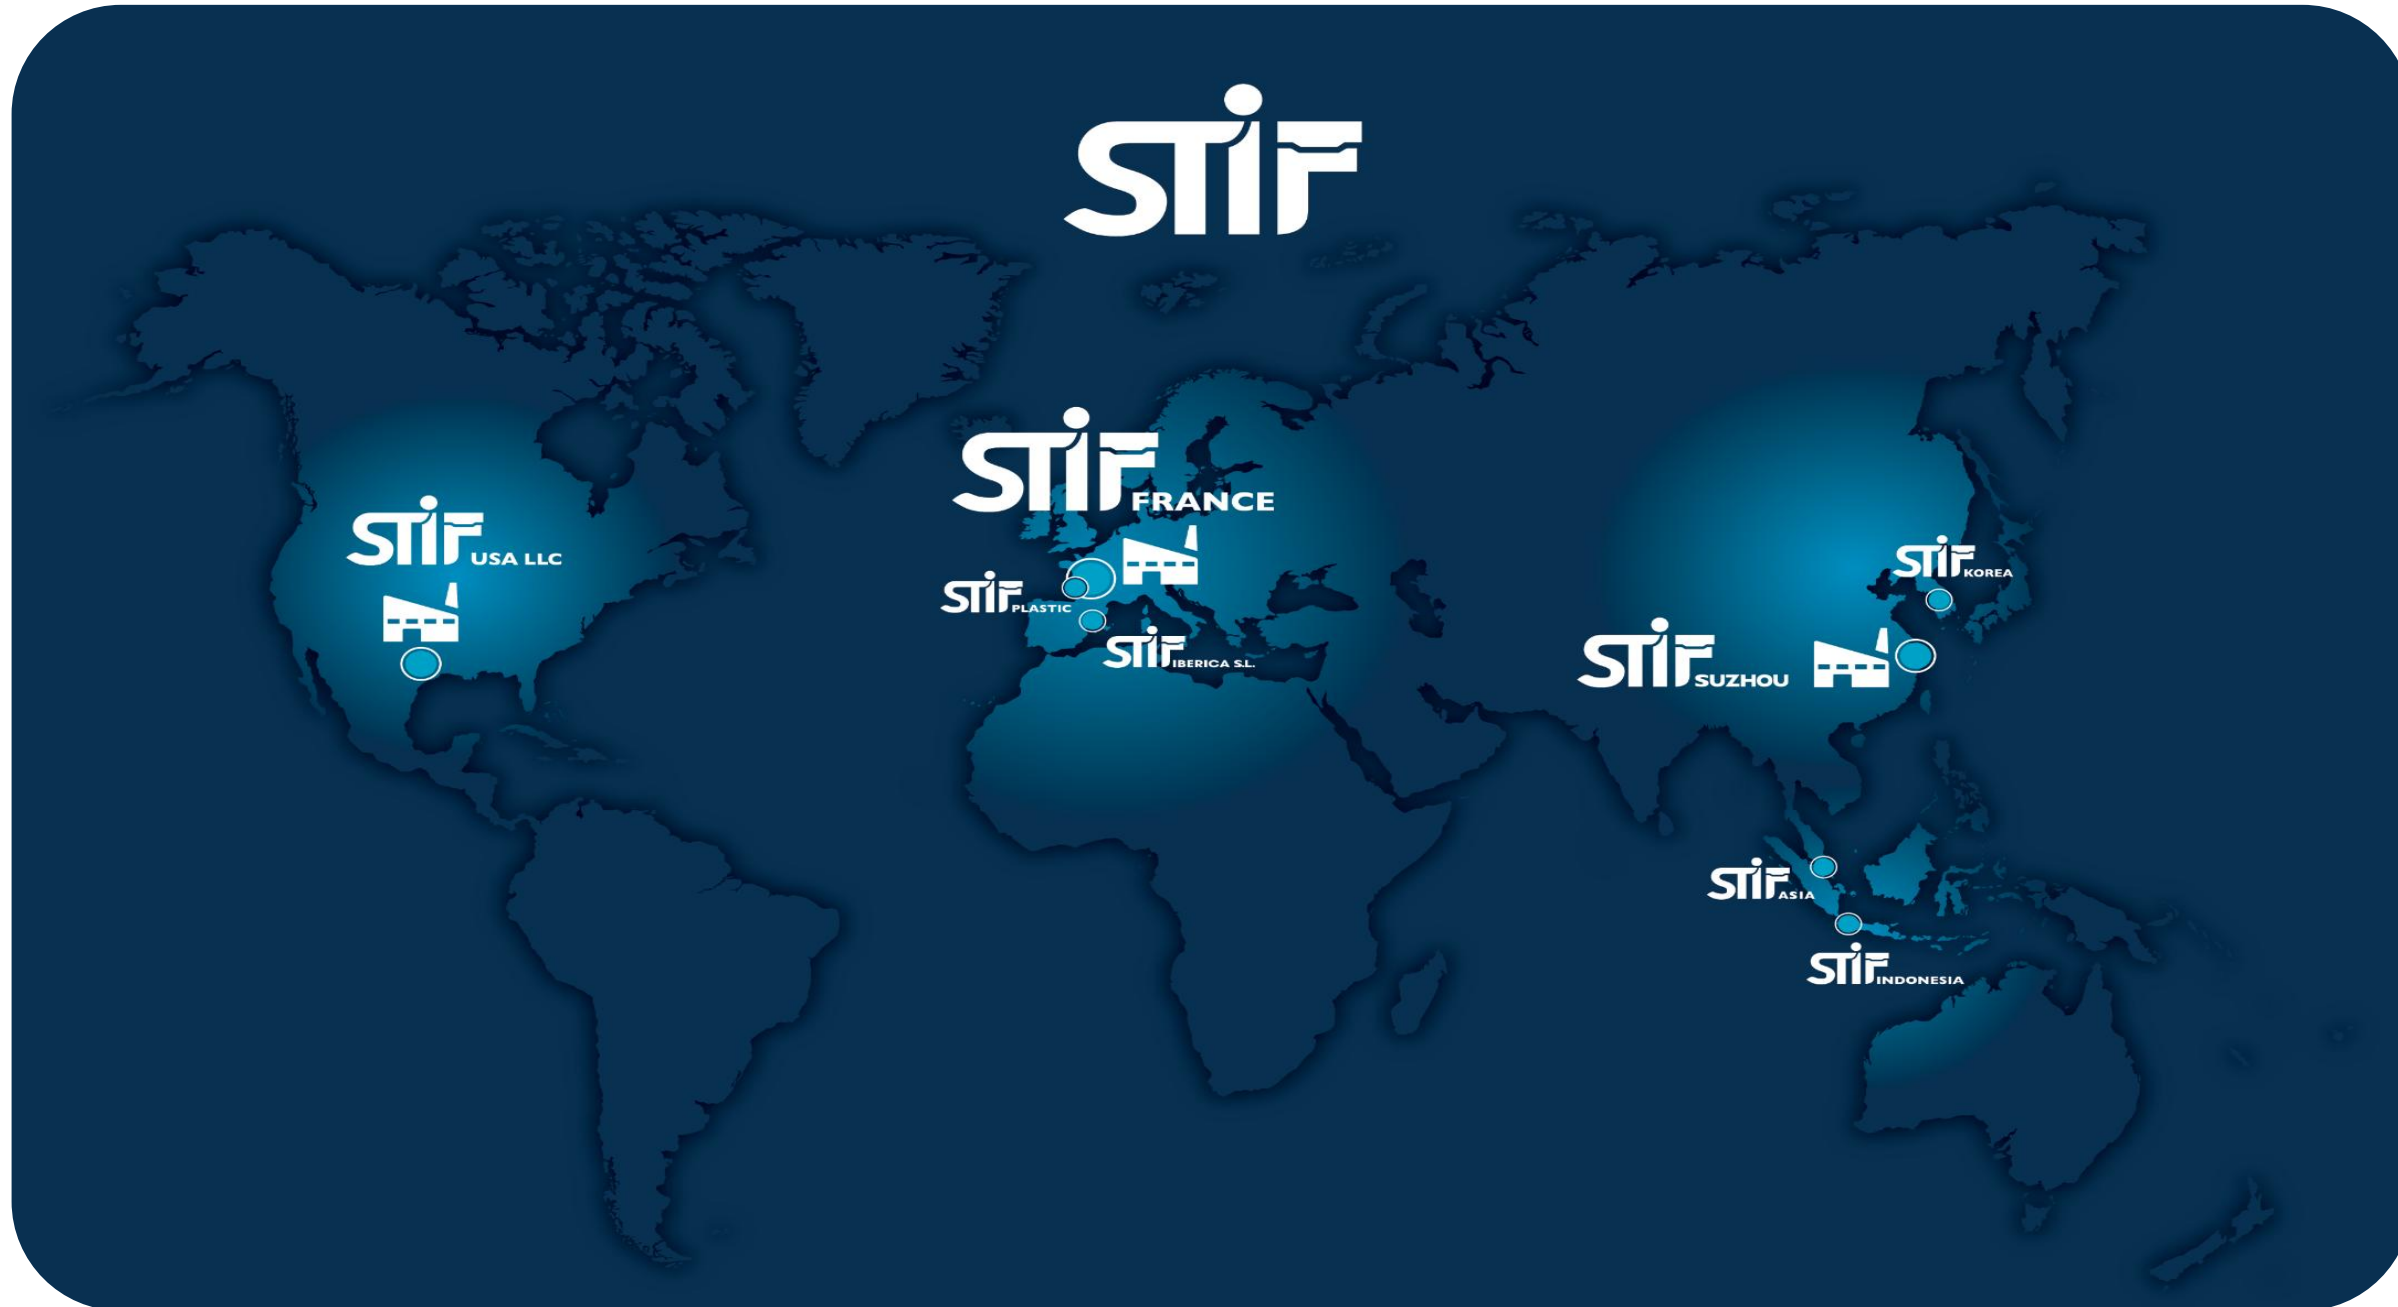 STIF
STIF FRANCE
STIF USA LLC
STIF KOREA
STIF PLASTIC
STIF IBERICA S.L.
STIF SUZHOU
STIF ASIA
STIF INDONESIA